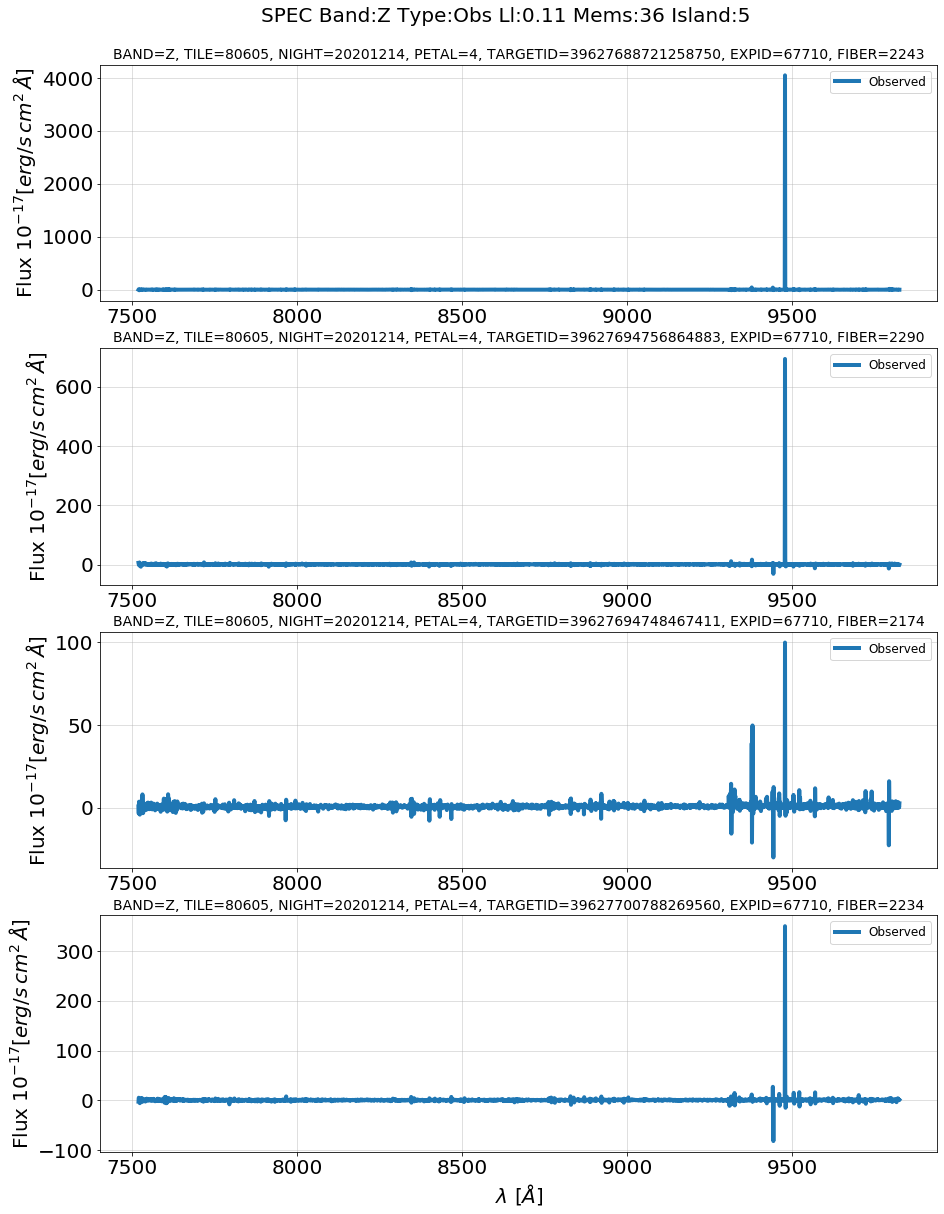 SPEC Band:Z Type:Obs Ll:0.11 Mems:36 Island:5
BAND=Z, TILE=80605, NIGHT=20201214, PETAL=4, TARGETID=39627688721258750, EXPID=67710, FIBER=2243
Flux 10^{-17}[erg/s cm^2 Å]
4000
3000
2000
1000
0
Observed
7500 8000 8500 9000 9500
BAND=Z, TILE=80605, NIGHT=20201214, PETAL=4, TARGETID=39627694756864883, EXPID=67710, FIBER=2290
Flux 10^{-17}[erg/s cm^2 Å]
600
400
200
0
Observed
7500 8000 8500 9000 9500
BAND=Z, TILE=80605, NIGHT=20201214, PETAL=4, TARGETID=39627694748467411, EXPID=67710, FIBER=2174
Flux 10^{-17}[erg/s cm^2 Å]
100
50
0
Observed
7500 8000 8500 9000 9500
BAND=Z, TILE=80605, NIGHT=20201214, PETAL=4, TARGETID=39627700788269560, EXPID=67710, FIBER=2234
Flux 10^{-17}[erg/s cm^2 Å]
300
200
100
0
−100
Observed
7500 8000 8500 9000 9500
λ [Å]